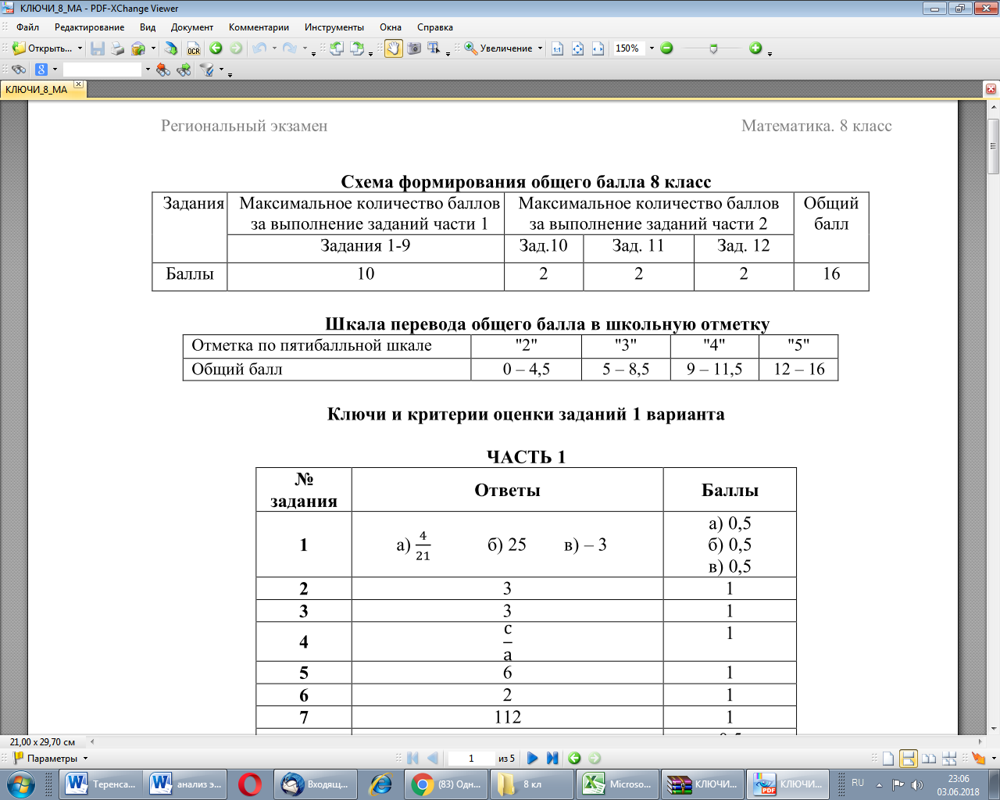 КЛЮЧИ_8_МА - PDF-XChange Viewer
Файл Редактирование Вид Документ Комментарии Инструменты Окна Справка
Открыть... OCR Увеличение 150%
КЛЮЧИ_8_МА
Региональный экзамен Математика. 8 класс
Схема формирования общего балла 8 класс
Задания Максимальное количество баллов Максимальное количество баллов Общий
за выполнение заданий части 1 за выполнение заданий части 2 балл
Задания 1-9 Зад.10 Зад. 11 Зад. 12
Баллы 10 2 2 2 16
Шкала перевода общего балла в школьную отметку
Отметка по пятибалльной шкале "2" "3" "4" "5"
Общий балл 0 – 4,5 5 – 8,5 9 – 11,5 12 – 16
Ключи и критерии оценки заданий 1 варианта
ЧАСТЬ 1
№
задания Ответы Баллы
1 а) 4/21 б) 25 в) – 3 а) 0,5
б) 0,5
в) 0,5
2 3 1
3 3 1
4 с/а 1
5 6 1
6 2 1
7 112 1
21,00 x 29,70 см
Параметры 1 из 5
Теренса... анализ э... Входящ... (83) Одн... 8 кл Microso... КЛЮЧИ... КЛЮЧИ... RU 23:06
03.06.2018